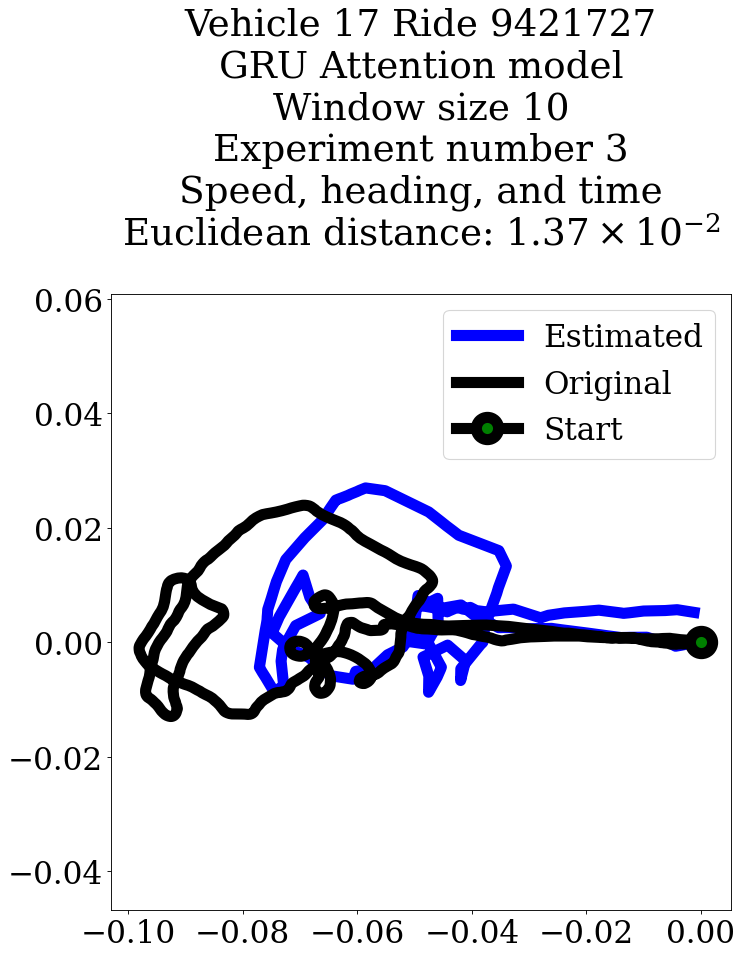 Vehicle 17 Ride 9421727
GRU Attention model
Window size 10
Experiment number 3
Speed, heading, and time
Euclidean distance: 1.37 × 10⁻²
0.06
0.04
0.02
0.00
−0.02
−0.04
Estimated
Original
Start
−0.10 −0.08 −0.06 −0.04 −0.02 0.00